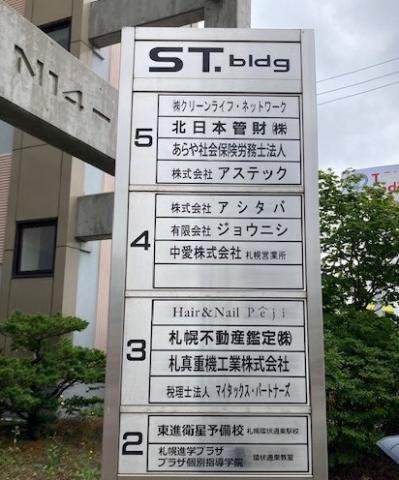 ST. bldg
N14-
5
㈱クリーンライフ・ネットワーク
北日本管財㈱
あらや社会保険労務士法人
株式会社 アステック
4
株式会社 アシタバ
有限会社 ジョウニシ
中愛株式会社 札幌営業所
3
Hair&Nail Pêji
札幌不動産鑑定㈱
札真重機工業株式会社
税理士法人 マイタックス・パートナーズ
2
東進衛星予備校 札幌環状通東駅校
札幌進学プラザ
プラザ個別指導学院 環状通東教室